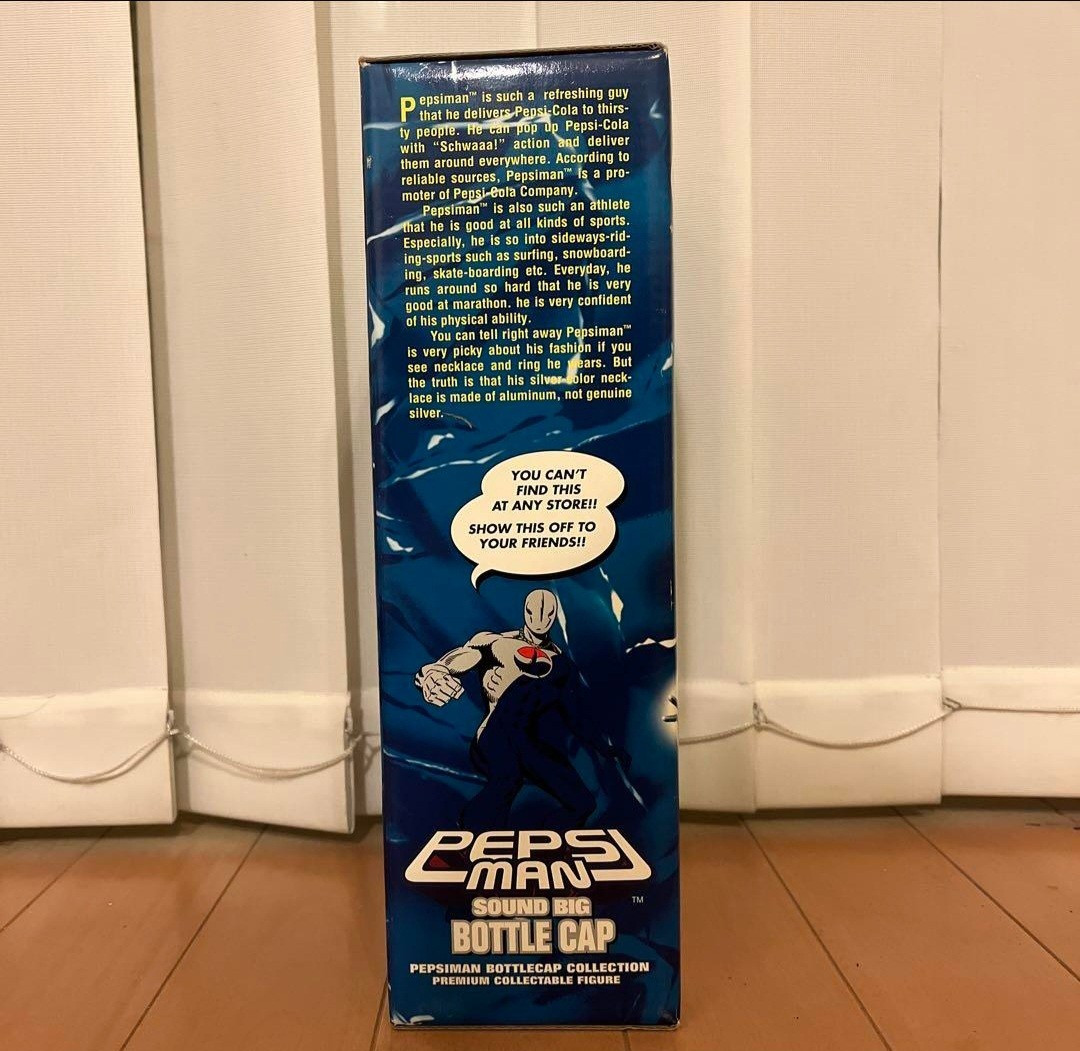 Pepsiman™ is such a refreshing guy
that he delivers Pepsi-Cola to thirs-
ty people. He can pop up Pepsi-Cola
with "Schwaaa!" action and deliver
them around everywhere. According to
reliable sources, Pepsiman™ is a pro-
moter of Pepsi-Cola Company.
Pepsiman™ is also such an athlete
that he is good at all kinds of sports.
Especially, he is so into sideways-rid-
ing-sports such as surfing, snowboard-
ing, skate-boarding etc. Everyday, he
runs around so hard that he is very
good at marathon. he is very confident
of his physical ability.
You can tell right away Pepsiman™
is very picky about his fashion if you
see necklace and ring he wears. But
the truth is that his silver-color neck-
lace is made of aluminum, not genuine
silver.
YOU CAN'T
FIND THIS
AT ANY STORE!!
SHOW THIS OFF TO
YOUR FRIENDS!!
PEPSI
MAN
TM
SOUND BIG
BOTTLE CAP
PEPSIMAN BOTTLECAP COLLECTION
PREMIUM COLLECTABLE FIGURE